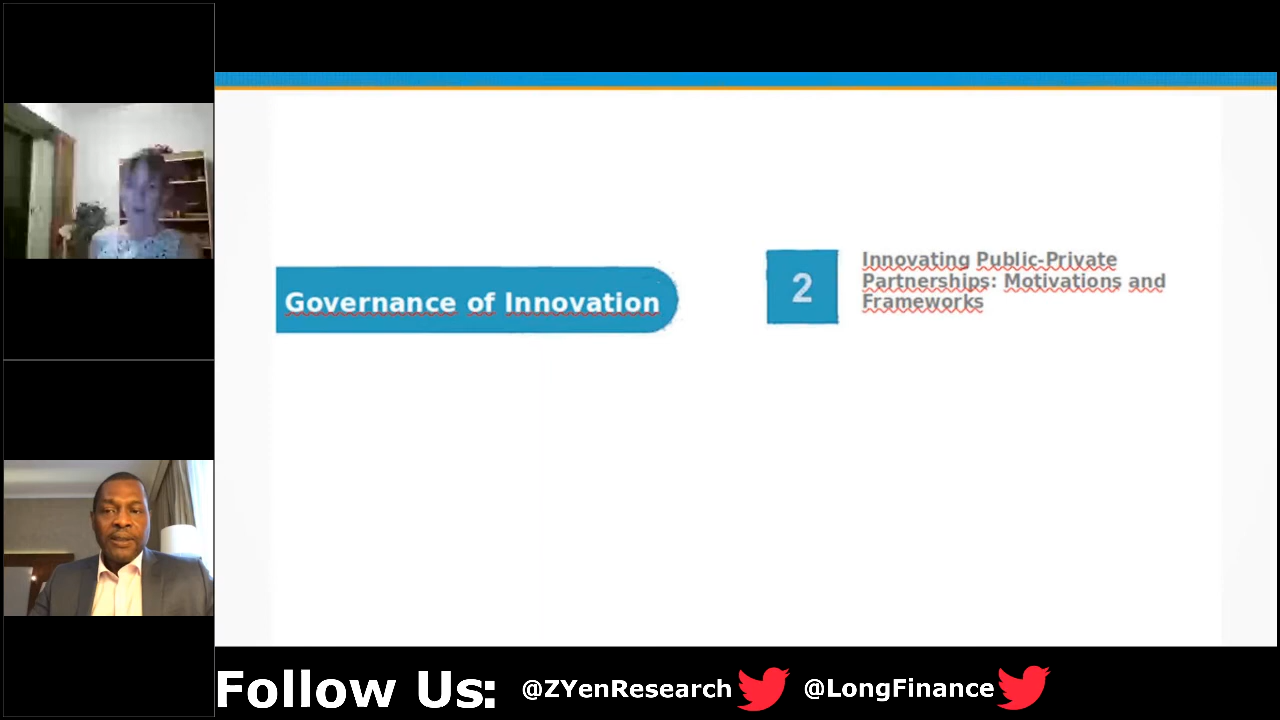 Governance of Innovation
2
Innovating Public-Private
Partnerships: Motivations and
Frameworks
Follow Us: @ZYenResearch @LongFinance